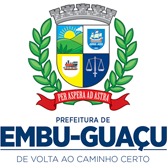 PER ASPERA AD ASTRA
PREFEITURA DE
EMBU-GUAÇU
DE VOLTA AO CAMINHO CERTO